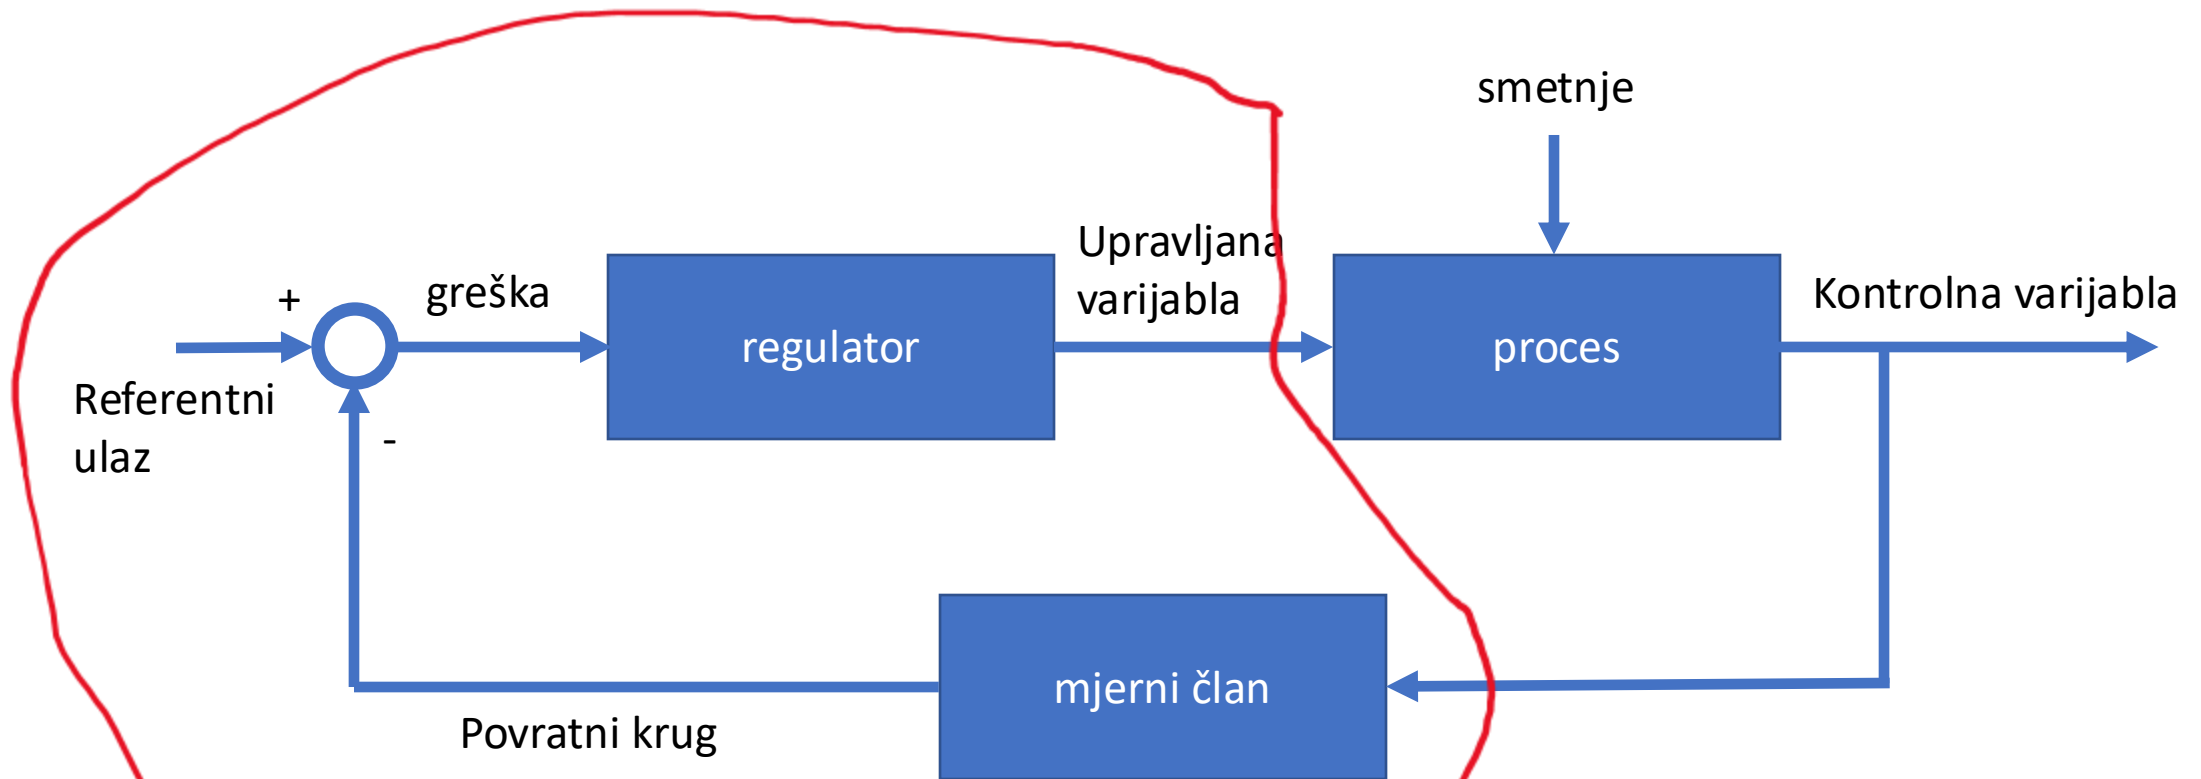 smetnje
Upravljana
varijabla
+
greška
Kontrolna varijabla
regulator
proces
Referentni
ulaz
-
mjerni član
Povratni krug